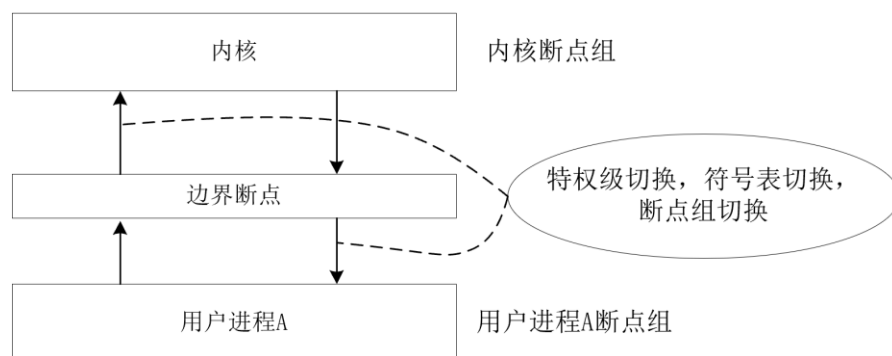 内核
内核断点组
边界断点
特权级切换，符号表切换，
断点组切换
用户进程A
用户进程A断点组